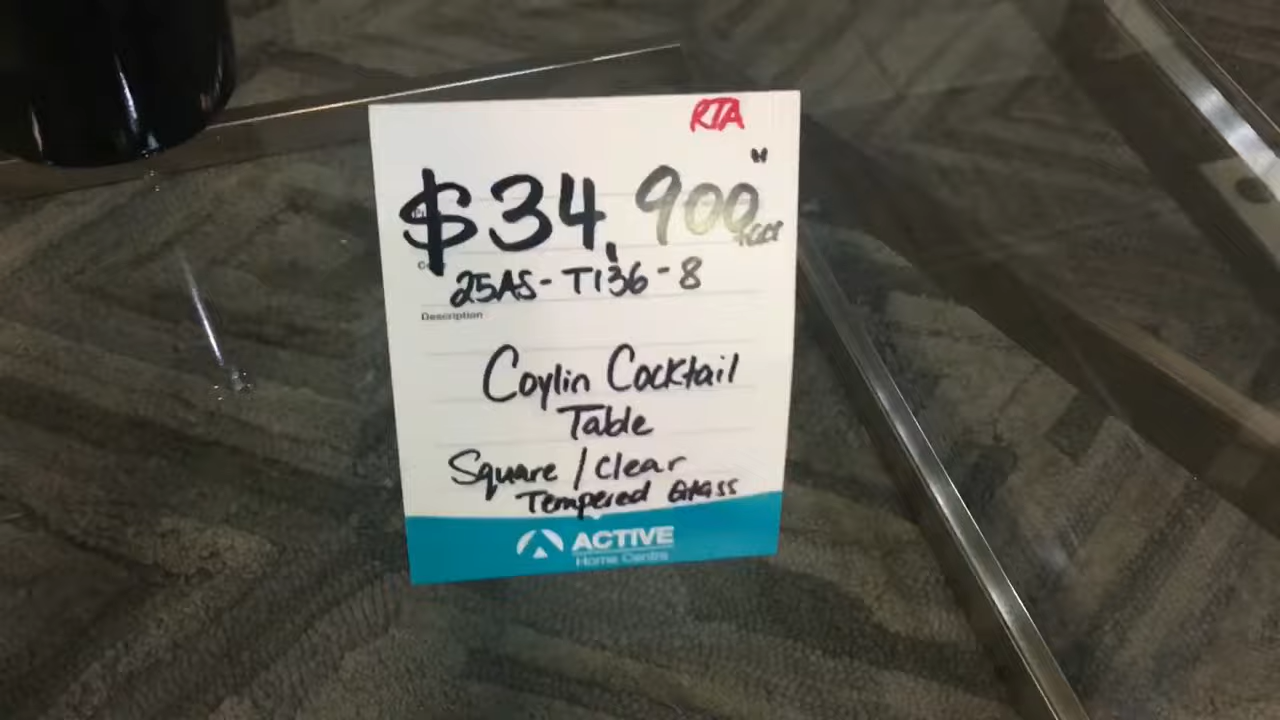 RTA
$34,900
25AS-T136-8
Description
Coylin Cocktail
Table
Square/Clear
Tempered Glass
ACTIVE
Home Centre